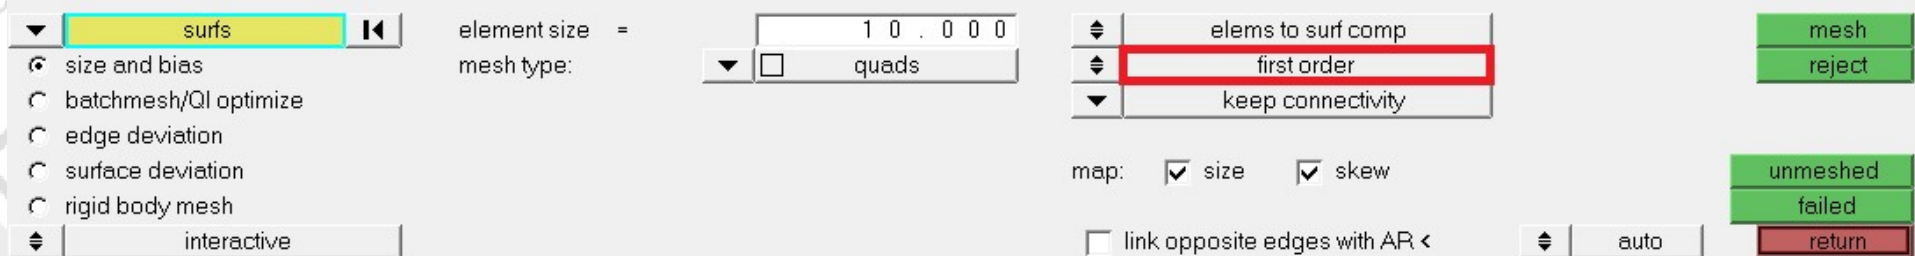 surfs element size = 10.000 elems to surf comp mesh
size and bias mesh type: quads first order reject
batchmesh/QI optimize keep connectivity
edge deviation
surface deviation map: size skew unmeshed
rigid body mesh failed
interactive link opposite edges with AR < auto return